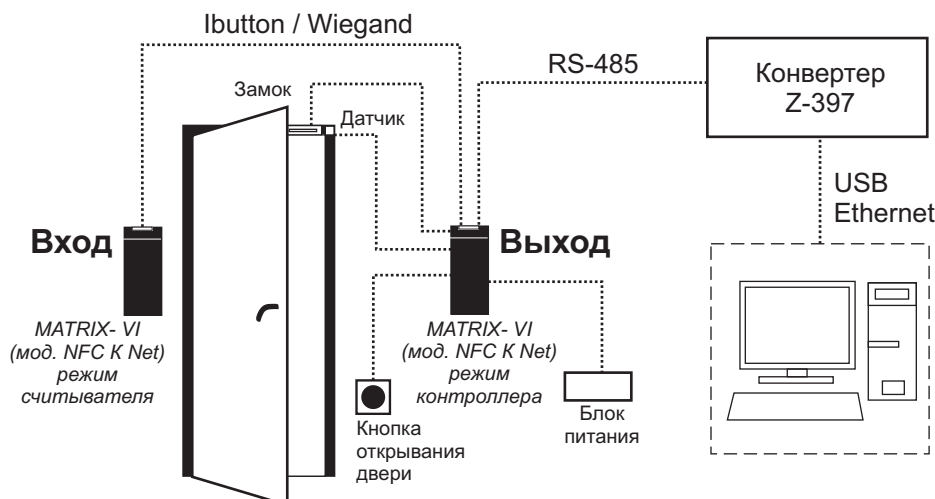 Ibutton / Wiegand
RS-485
Конвертер
Z-397
Замок
Датчик
USB
Ethernet
Вход
Выход
MATRIX- VI
(мод. NFC К Net)
режим
считывателя
MATRIX- VI
(мод. NFC К Net)
режим
контроллера
Кнопка
открывания
двери
Блок
питания